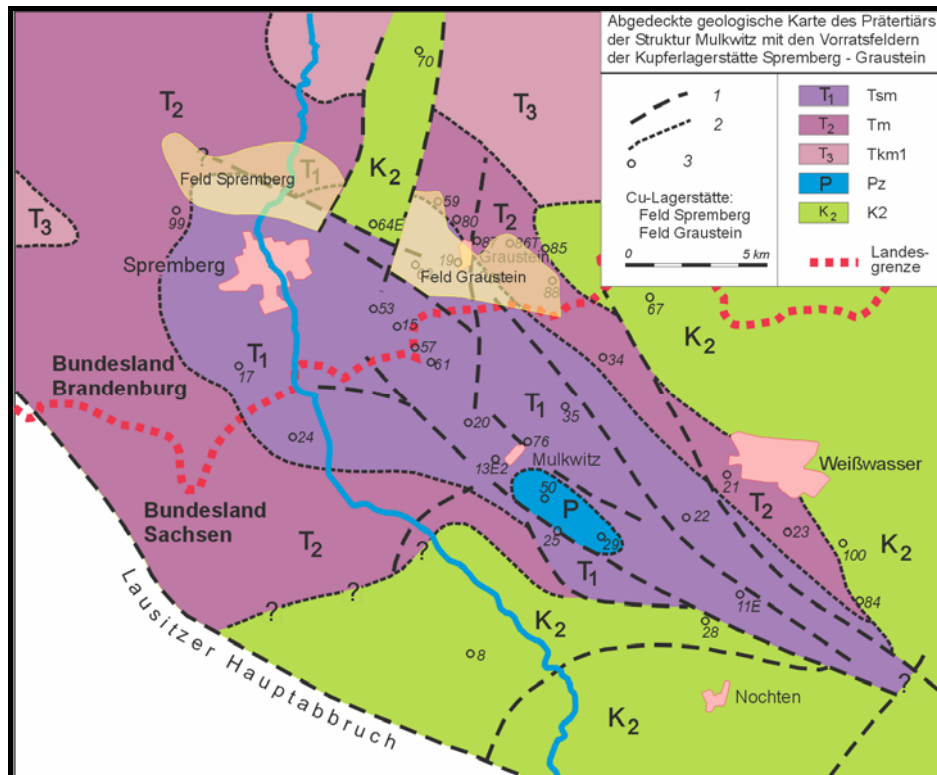 Abgedeckte geologische Karte des Prätertiärs
der Struktur Mulkwitz mit den Vorratsfeldern
der Kupferlagerstätte Spremberg - Graustein
1
2
3
Cu-Lagerstätte:
Feld Spremberg
Feld Graustein
0 5 km
T1 Tsm
T2 Tm
T3 Tkm1
P Pz
K2 K2
Landes-
grenze
70
T2
T3
?
T1
Feld Spremberg
K2
59
80
T2
87
86T
85
Graustein
T3
99
64E
19
Feld Graustein
88
Spremberg
67
K2
53
15
57
61
34
T1
17
Bundesland
Brandenburg
T1
35
20
24
76
13E2
Mulkwitz
Weißwasser
50
P
21
T2
Bundesland
Sachsen
22
23
T2
25
29
100
K2
?
T1
?
11E
84
?
K2
28
Lausitzer Hauptabbruch
8
?
Nochten
K2